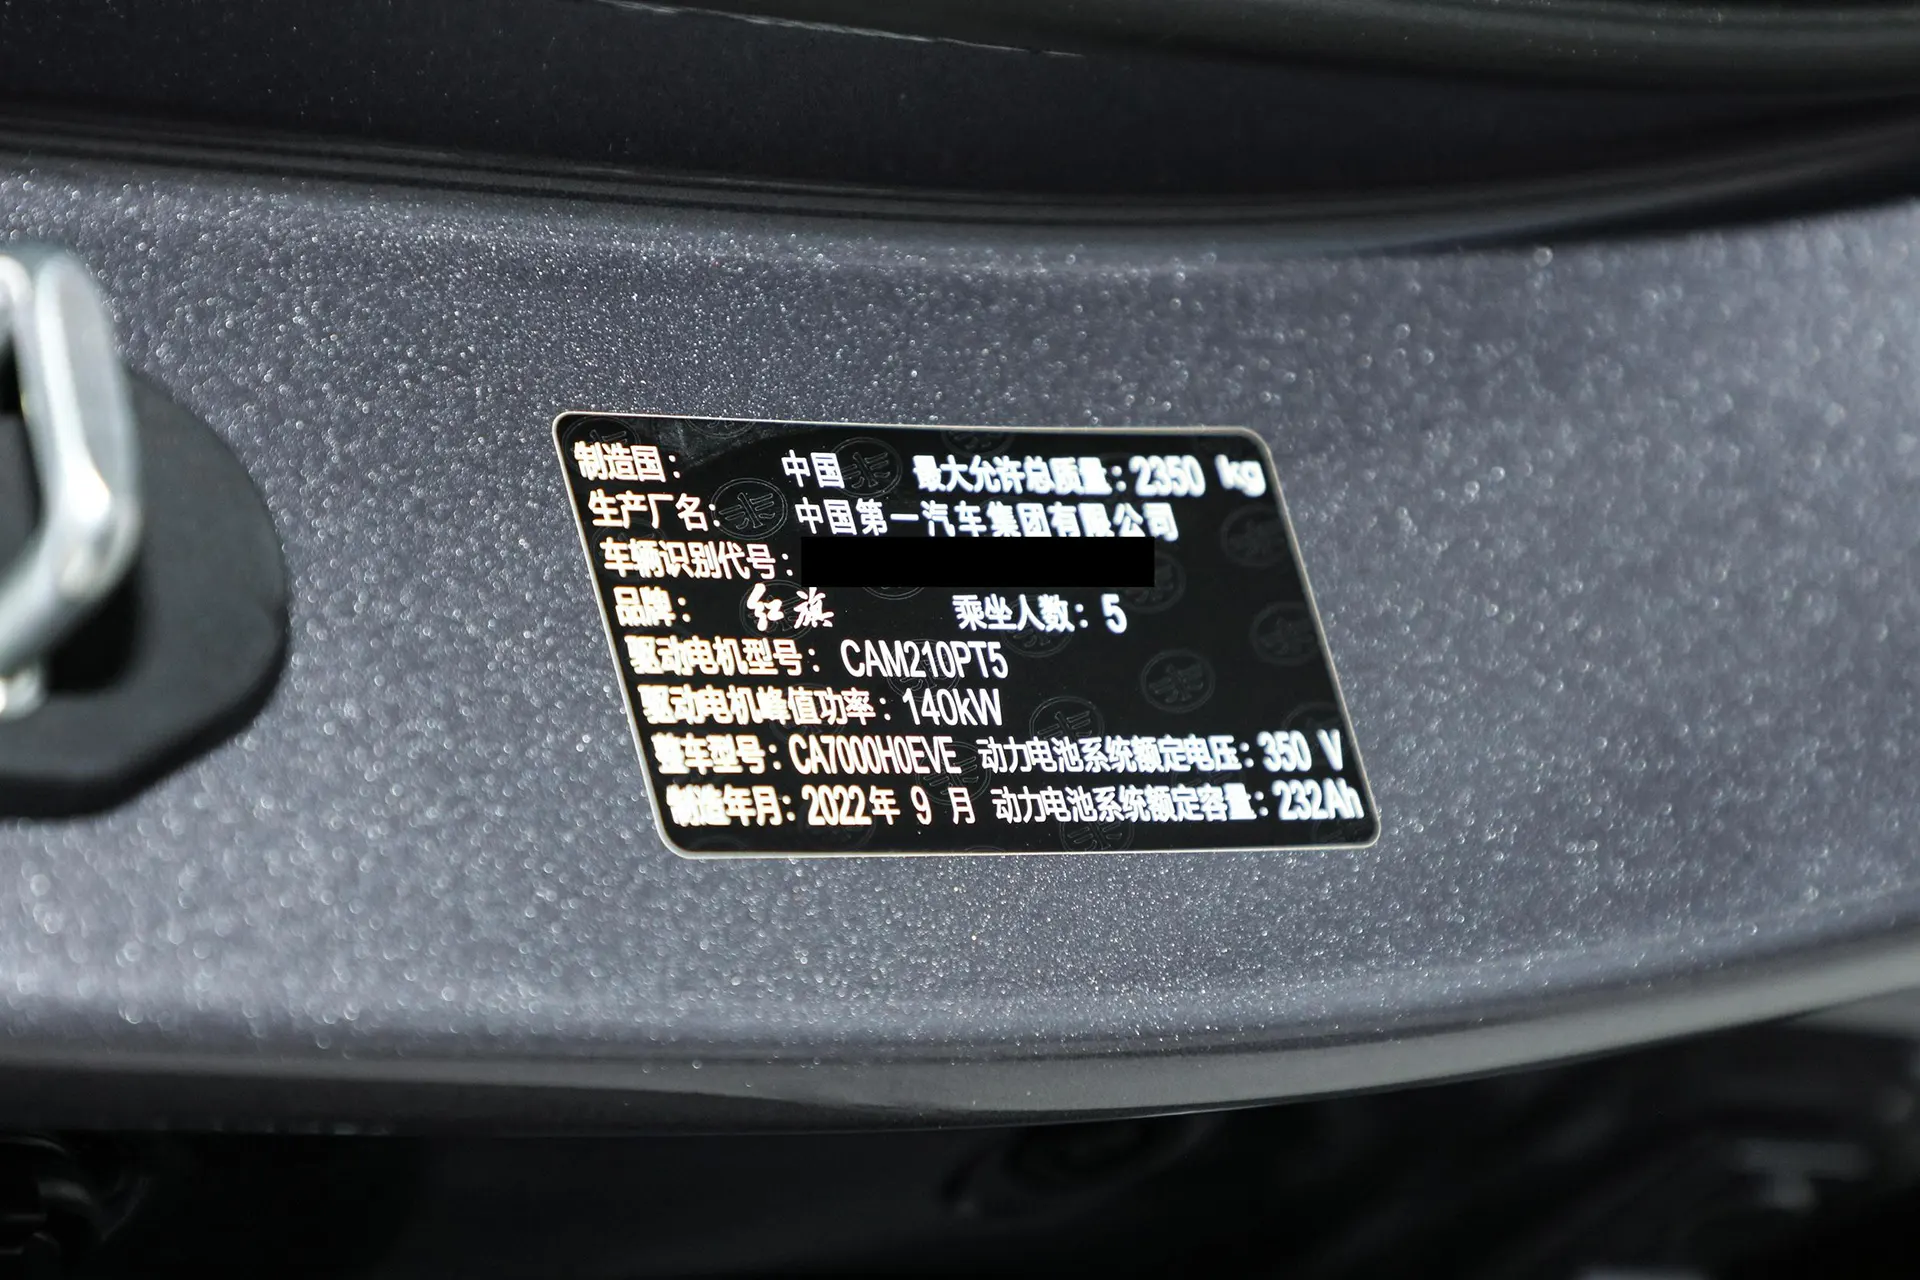 制造国： 中国 最大允许总质量：2350 kg
生产厂名： 中国第一汽车集团有限公司
车辆识别代号：
品牌： 红旗 乘坐人数：5
驱动电机型号：CAM210PT5
驱动电机峰值功率：140kW
整车型号：CA7000H0EVE 动力电池系统额定电压：350 V
制造年月：2022年 9 月 动力电池系统额定容量：232Ah